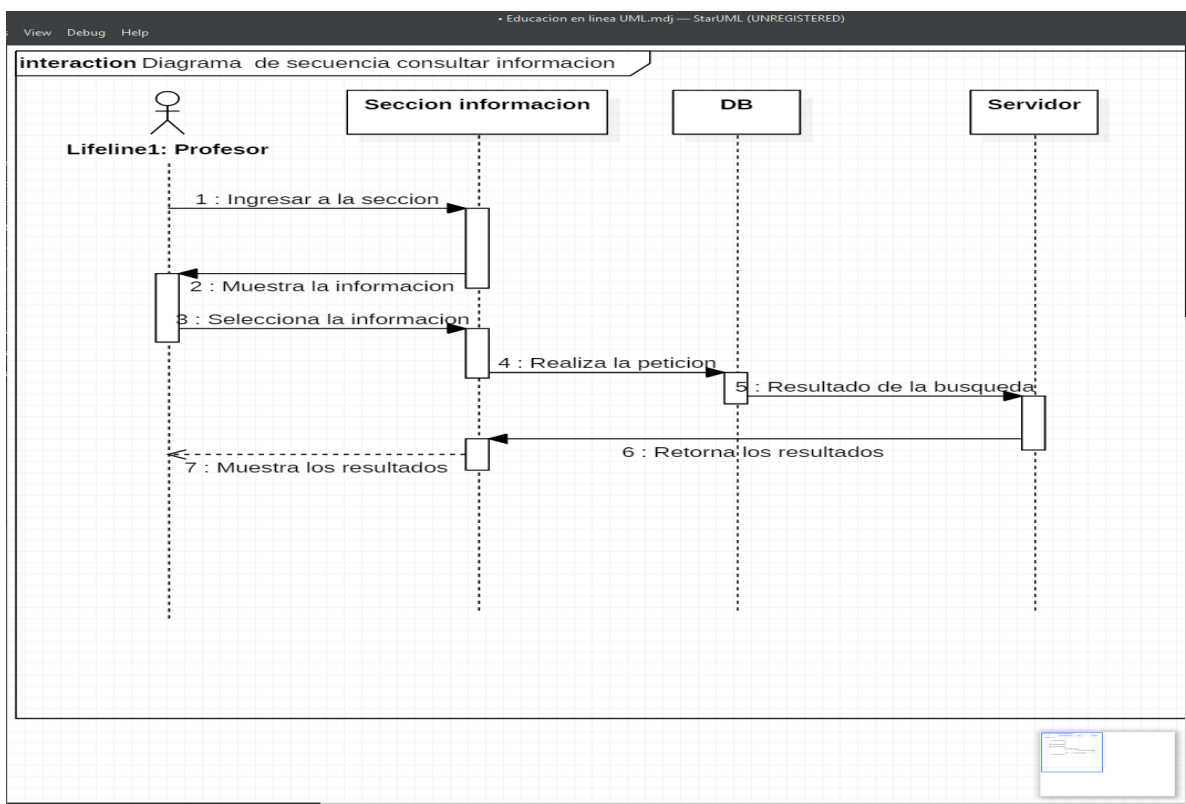 • Educacion en linea UML.mdj — StarUML (UNREGISTERED)
View Debug Help
interaction Diagrama de secuencia consultar informacion
Seccion informacion
DB
Servidor
Lifeline1: Profesor
1 : Ingresar a la seccion
2 : Muestra la informacion
3 : Selecciona la informacion
4 : Realiza la peticion
5 : Resultado de la busqueda
6 : Retorna los resultados
7 : Muestra los resultados